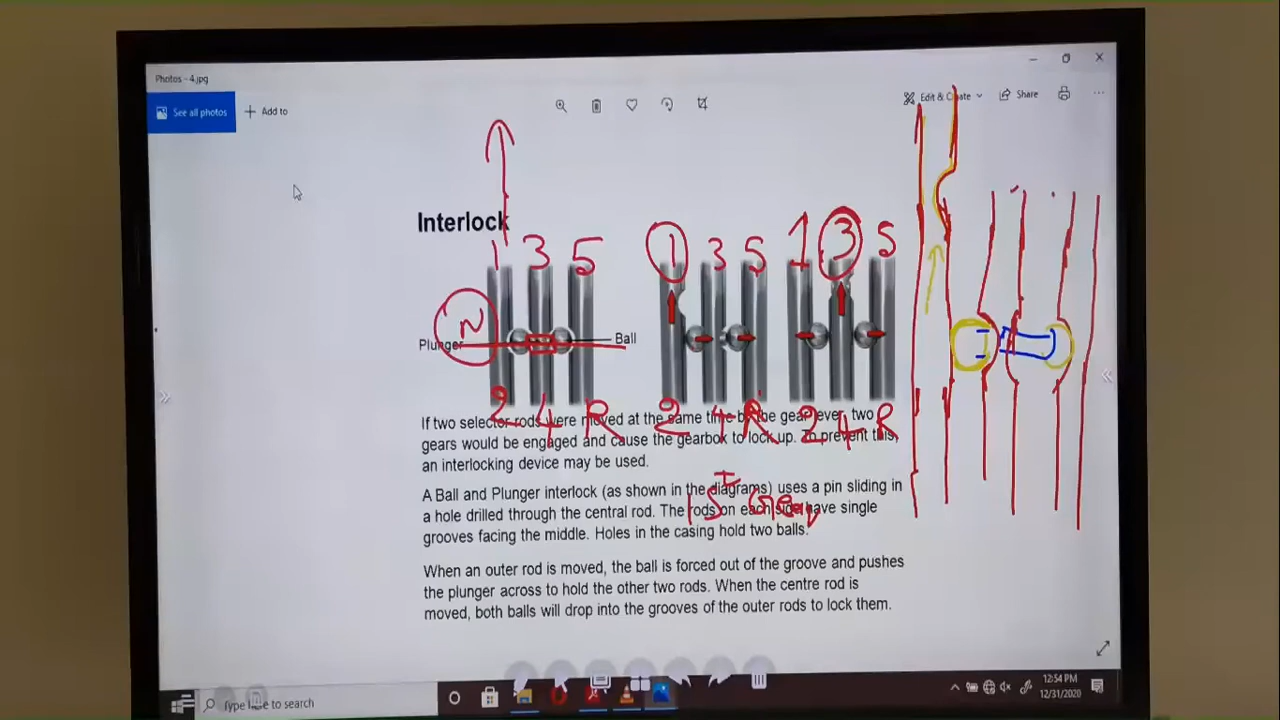 Photos - 4.jpg
See all photos
Add to
Edit & Create
Share
Interlock
1 3 5
1 3 5
1 3 5
N
Plunger
Ball
2 4 R
2 4 R
2 4 R
If two selector rods were moved at the same time by the gear lever, two
gears would be engaged and cause the gearbox to lock up. To prevent this,
an interlocking device may be used.
A Ball and Plunger interlock (as shown in the diagrams) uses a pin sliding in
a hole drilled through the central rod. The rods on each side have single
grooves facing the middle. Holes in the casing hold two balls.
1st Gear
When an outer rod is moved, the ball is forced out of the groove and pushes
the plunger across to hold the other two rods. When the centre rod is
moved, both balls will drop into the grooves of the outer rods to lock them.
Type here to search
12:54 PM
12/31/2020